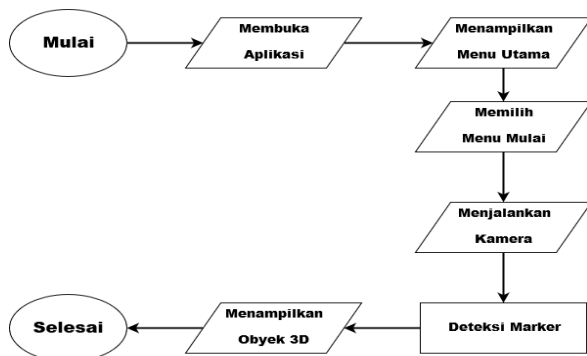 Mulai
Membuka
Aplikasi
Menampilkan
Menu Utama
Memilih
Menu Mulai
Menjalankan
Kamera
Deteksi Marker
Menampilkan
Obyek 3D
Selesai